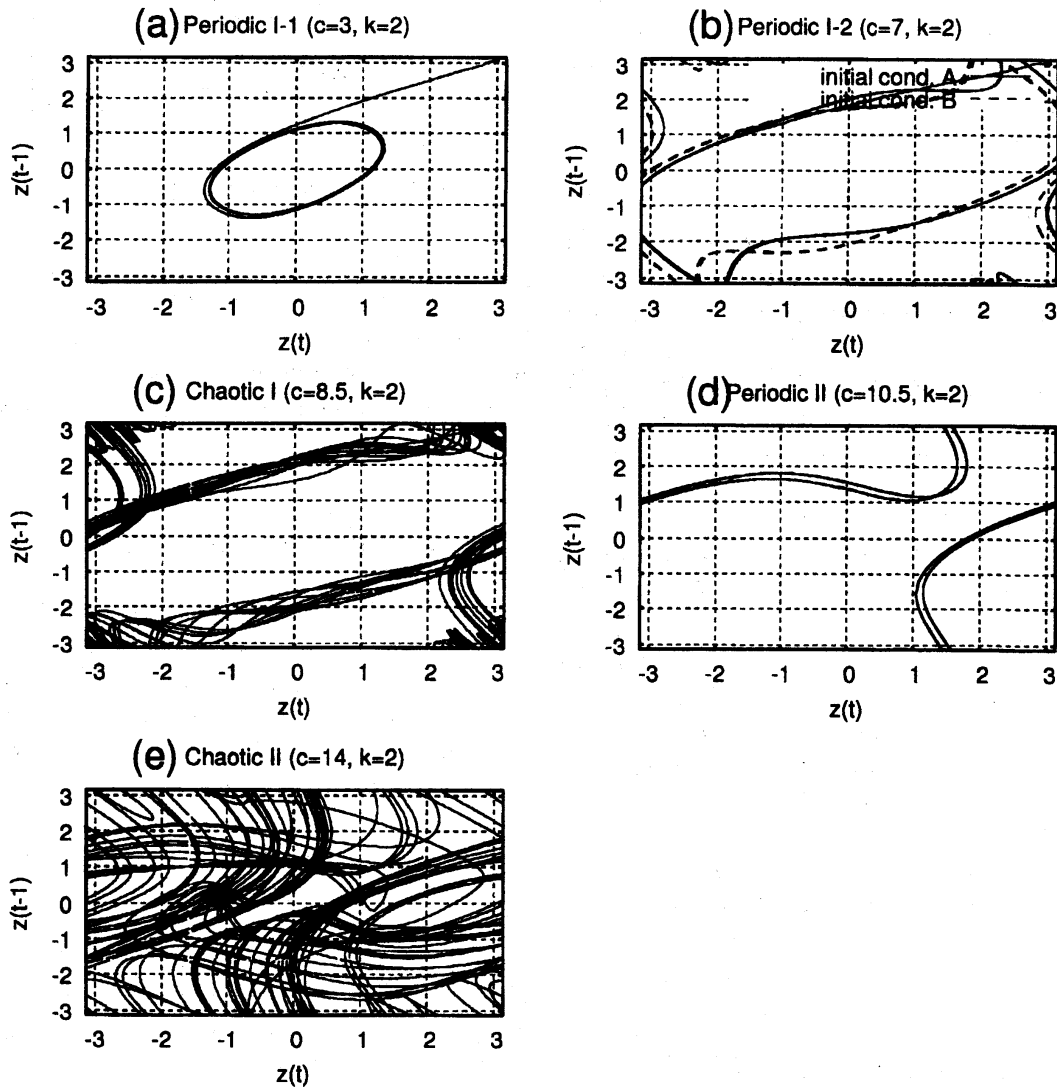 (a) Periodic I-1 (c=3, k=2)
3
2
1
0
-1
-2
-3
z(t-1)
-3 -2 -1 0 1 2 3
z(t)
(b) Periodic I-2 (c=7, k=2)
initial cond. A
initial cond. B
3
2
1
0
-1
-2
-3
z(t-1)
-3 -2 -1 0 1 2 3
z(t)
(c) Chaotic I (c=8.5, k=2)
3
2
1
0
-1
-2
-3
z(t-1)
-3 -2 -1 0 1 2 3
z(t)
(d) Periodic II (c=10.5, k=2)
3
2
1
0
-1
-2
-3
z(t-1)
-3 -2 -1 0 1 2 3
z(t)
(e) Chaotic II (c=14, k=2)
3
2
1
0
-1
-2
-3
z(t-1)
-3 -2 -1 0 1 2 3
z(t)